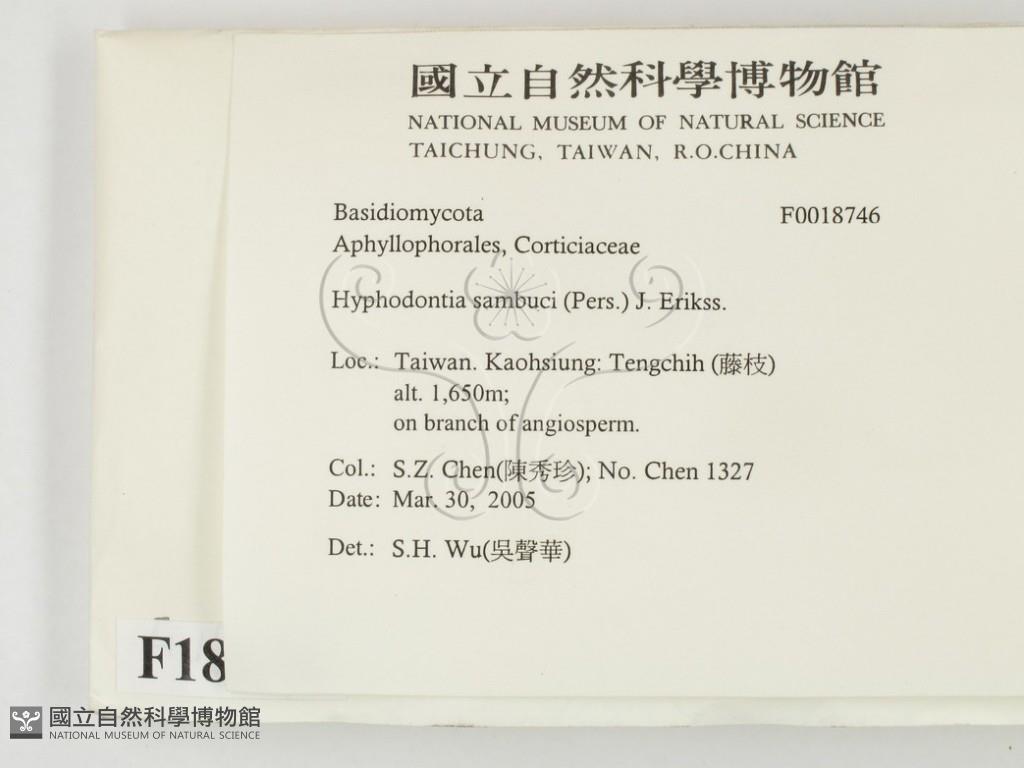 國立自然科學博物館
NATIONAL MUSEUM OF NATURAL SCIENCE
TAICHUNG, TAIWAN, R.O.CHINA
Basidiomycota F0018746
Aphyllophorales, Corticiaceae
Hyphodontia sambuci (Pers.) J. Erikss.
Loc.: Taiwan. Kaohsiung: Tengchih (藤枝)
alt. 1,650m;
on branch of angiosperm.
Col.: S.Z. Chen(陳秀珍); No. Chen 1327
Date: Mar. 30, 2005
Det.: S.H. Wu(吳聲華)
F18
國立自然科學博物館
NATIONAL MUSEUM OF NATURAL SCIENCE